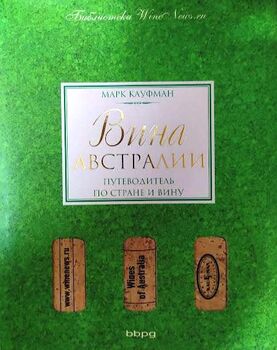 Библиотека WineNews.ru
МАРК КАУФМАН
Вина
АВСТРАЛИИ
ПУТЕВОДИТЕЛЬ
ПО СТРАНЕ И ВИНУ
www.winenews.ru
Wines
of Australia
bbpg